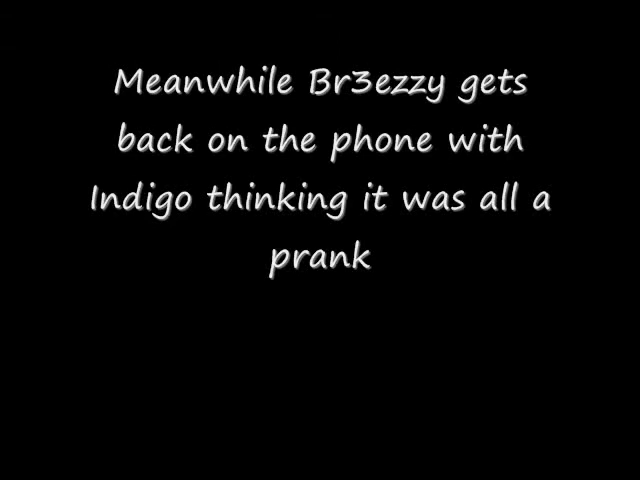 Meanwhile Br3ezzy gets
back on the phone with
Indigo thinking it was all a
prank